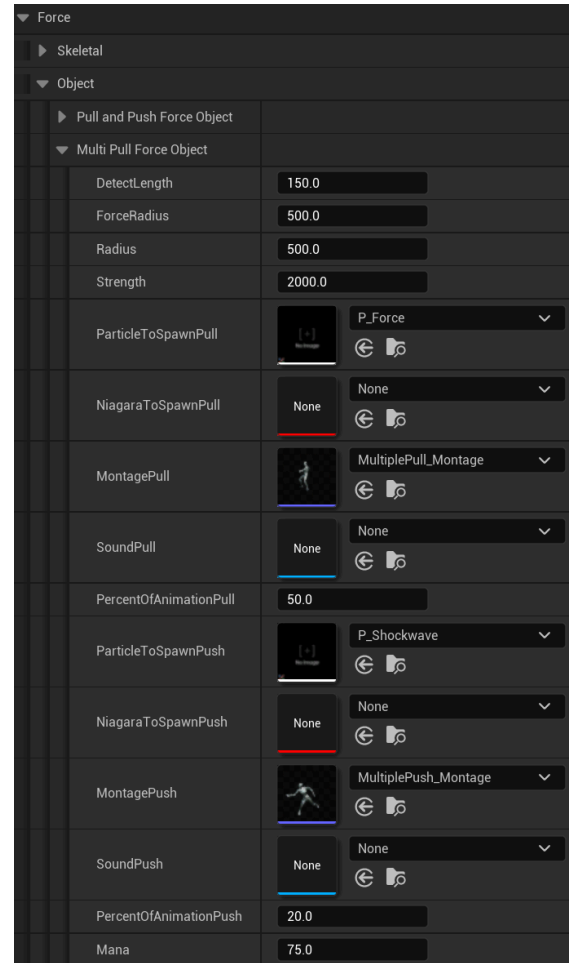 Force
Skeletal
Object
Pull and Push Force Object
Multi Pull Force Object
DetectLength 150.0
ForceRadius 500.0
Radius 500.0
Strength 2000.0
ParticleToSpawnPull P_Force
NiagaraToSpawnPull None None
MontagePull MultiplePull_Montage
SoundPull None None
PercentOfAnimationPull 50.0
ParticleToSpawnPush P_Shockwave
NiagaraToSpawnPush None None
MontagePush MultiplePush_Montage
SoundPush None None
PercentOfAnimationPush 20.0
Mana 75.0